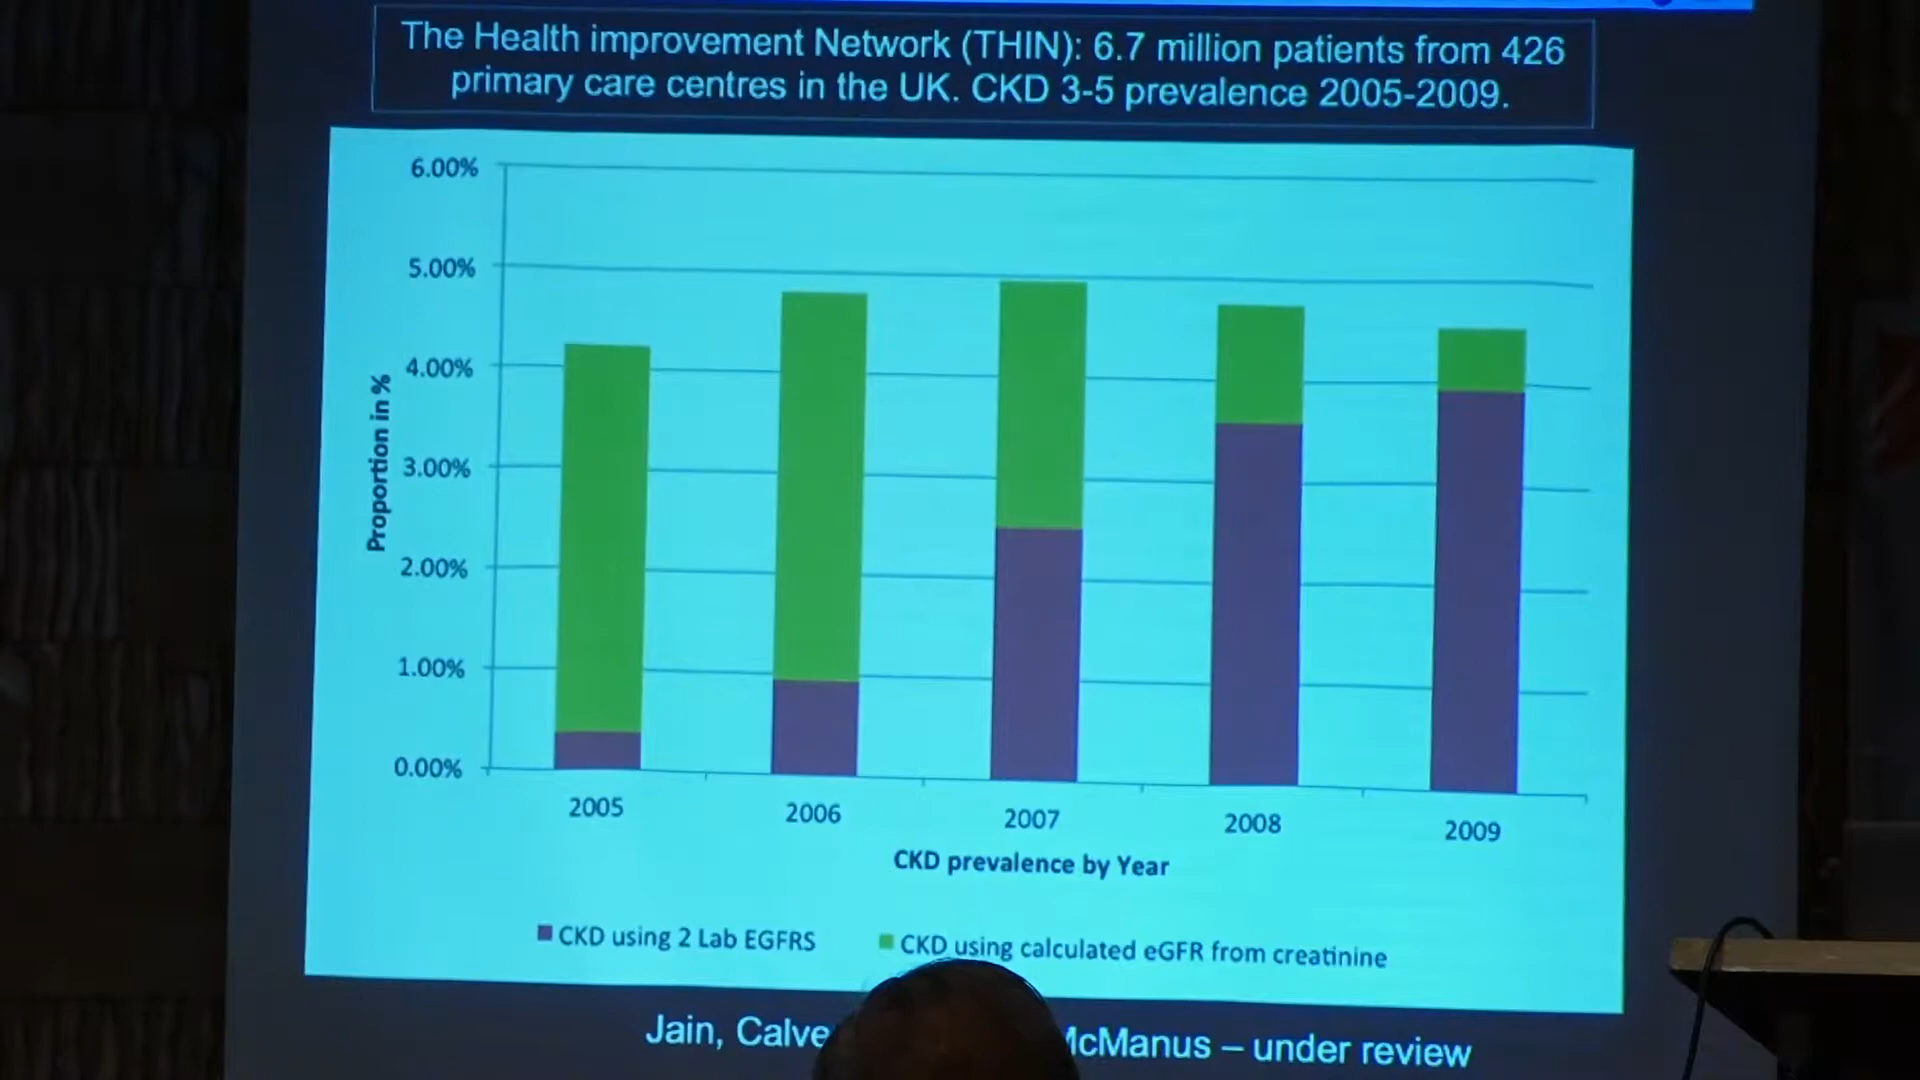 The Health improvement Network (THIN): 6.7 million patients from 426
primary care centres in the UK. CKD 3-5 prevalence 2005-2009.
6.00%
5.00%
4.00%
3.00%
2.00%
1.00%
0.00%
Proportion in %
2005
2006
2007
2008
2009
CKD prevalence by Year
CKD using 2 Lab EGFRS
CKD using calculated eGFR from creatinine
Jain, McManus – under review